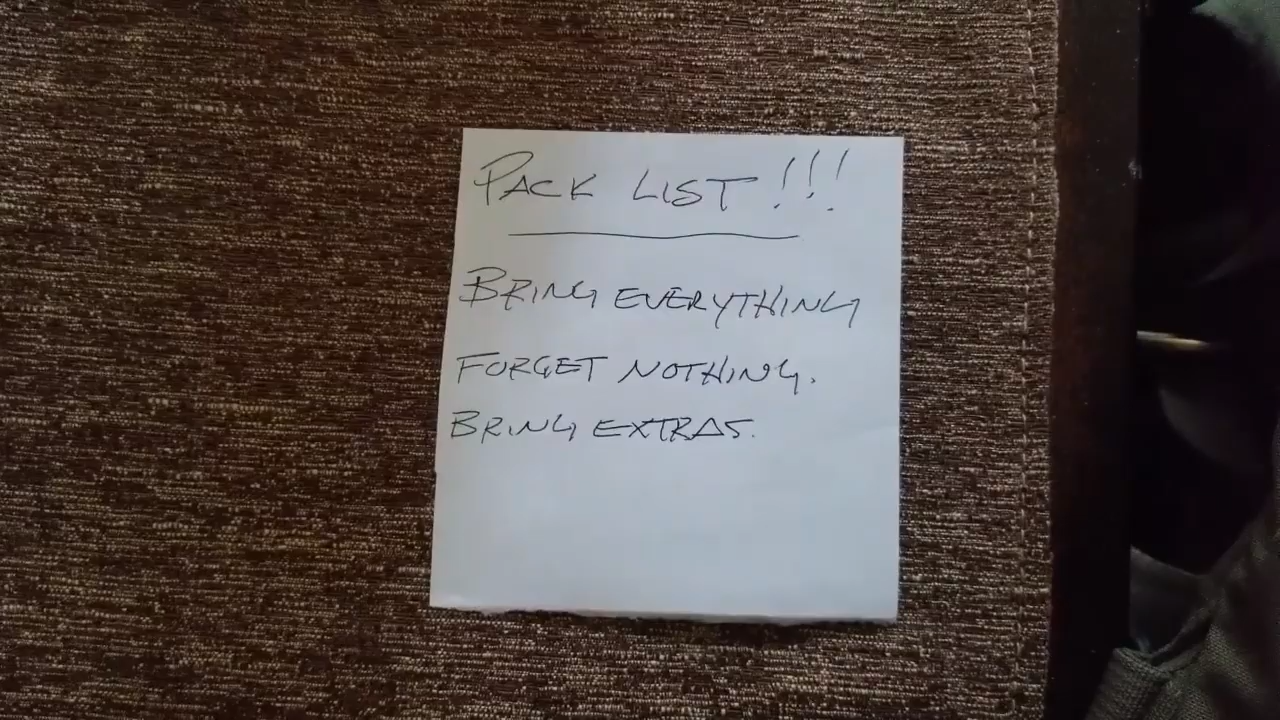 PACK LIST!!!
BRING EVERYTHING
FORGET NOTHING.
BRING EXTRAS.